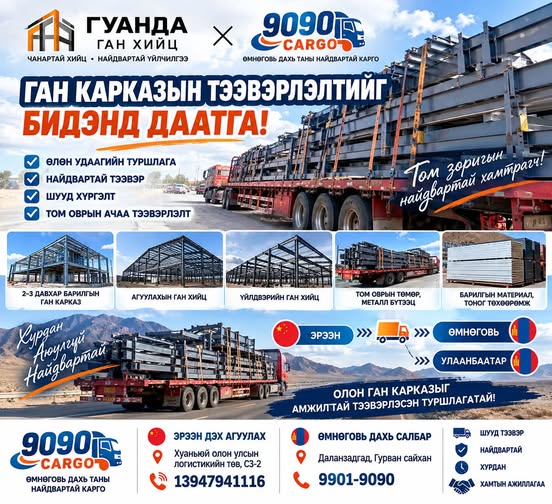 ГУАНДА
ГАН ХИЙЦ
ЧАНАРТАЙ ХИЙЦ • НАЙДВАРТАЙ ҮЙЛЧИЛГЭЭ
×
9090
CARGO
ӨМНӨГОВЬ ДАХЬ ТАНЫ НАЙДВАРТАЙ КАРГО
ГАН КАРКАЗЫН ТЭЭВЭРЛЭЛТИЙГ
БИДЭНД ДААТГА!
ӨЛӨН УДААГИЙН ТУРШЛАГА
НАЙДВАРТАЙ ТЭЭВЭР
ШУУД ХҮРГЭЛТ
ТОМ ОВРЫН АЧАА ТЭЭВЭРЛЭЛТ
Том зоригын
найдвартай хамтрагч!
2-3 ДАВХАР БАРИЛГЫН
ГАН КАРКАЗ
АГУУЛАХЫН ГАН ХИЙЦ
ҮЙЛДВЭРИЙН ГАН ХИЙЦ
ТОМ ОВРЫН ТӨМӨР,
МЕТАЛЛ БҮТЭЭЦ
БАРИЛГЫН МАТЕРИАЛ,
ТОНОГ ТӨХӨӨРӨМЖ
Хурдан
Аюулгүй
Найдвартай
ЭРЭЭН
ӨМНӨГОВЬ
УЛААНБААТАР
ОЛОН ГАН КАРКАЗЫГ
АМЖИЛТТАЙ ТЭЭВЭРЛЭСЭН ТУРШЛАГАТАЙ!
9090
CARGO
ӨМНӨГОВЬ ДАХЬ ТАНЫ
НАЙДВАРТАЙ КАРГО
ЭРЭЭН ДЭХ АГУУЛАХ
Хуаньюй олон улсын
логистикийн төв, С3-2
13947941116
ӨМНӨГОВЬ ДАХЬ САЛБАР
Даланзадгад, Гурван сайхан
9901-9090
ШУУД ТЭЭВЭР
НАЙДВАРТАЙ
ХУРДАН
ХАМТЫН АЖИЛЛАГАА